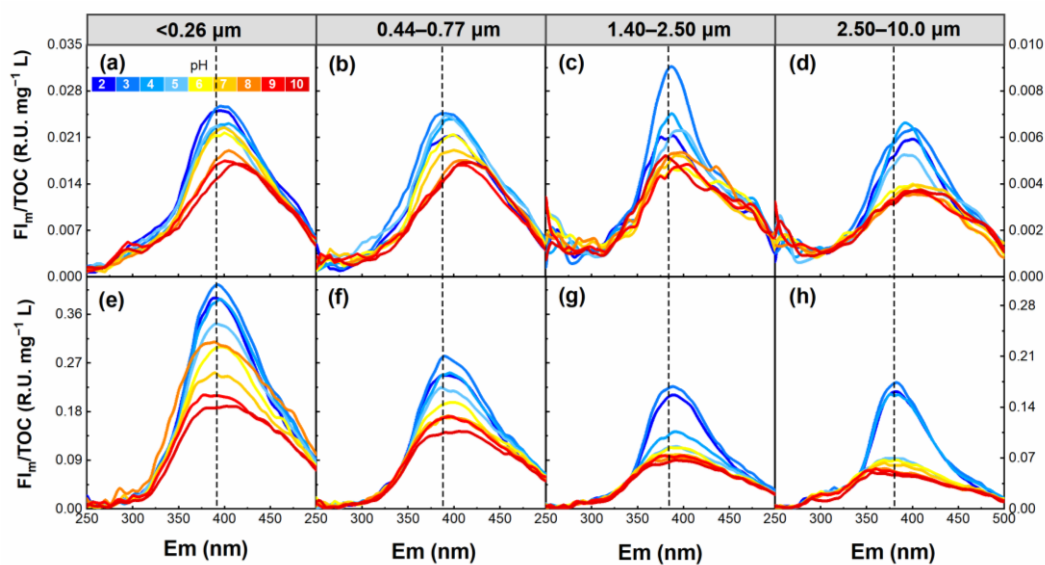 <0.26 µm 0.44–0.77 µm 1.40–2.50 µm 2.50–10.0 µm
0.035 (a) (b) (c) (d) 0.010
pH
2 3 4 5 6 7 8 9 10
0.028 0.008
0.021 0.006
0.014 0.004
0.007 0.002
0.000 0.000
FIm/TOC (R.U. mg⁻¹ L)
(e) (f) (g) (h)
0.36 0.28
0.27 0.21
0.18 0.14
0.09 0.07
0.00 0.00
FIm/TOC (R.U. mg⁻¹ L)
250 300 350 400 450 250 300 350 400 450 250 300 350 400 450 250 300 350 400 450 500
Em (nm) Em (nm) Em (nm) Em (nm)